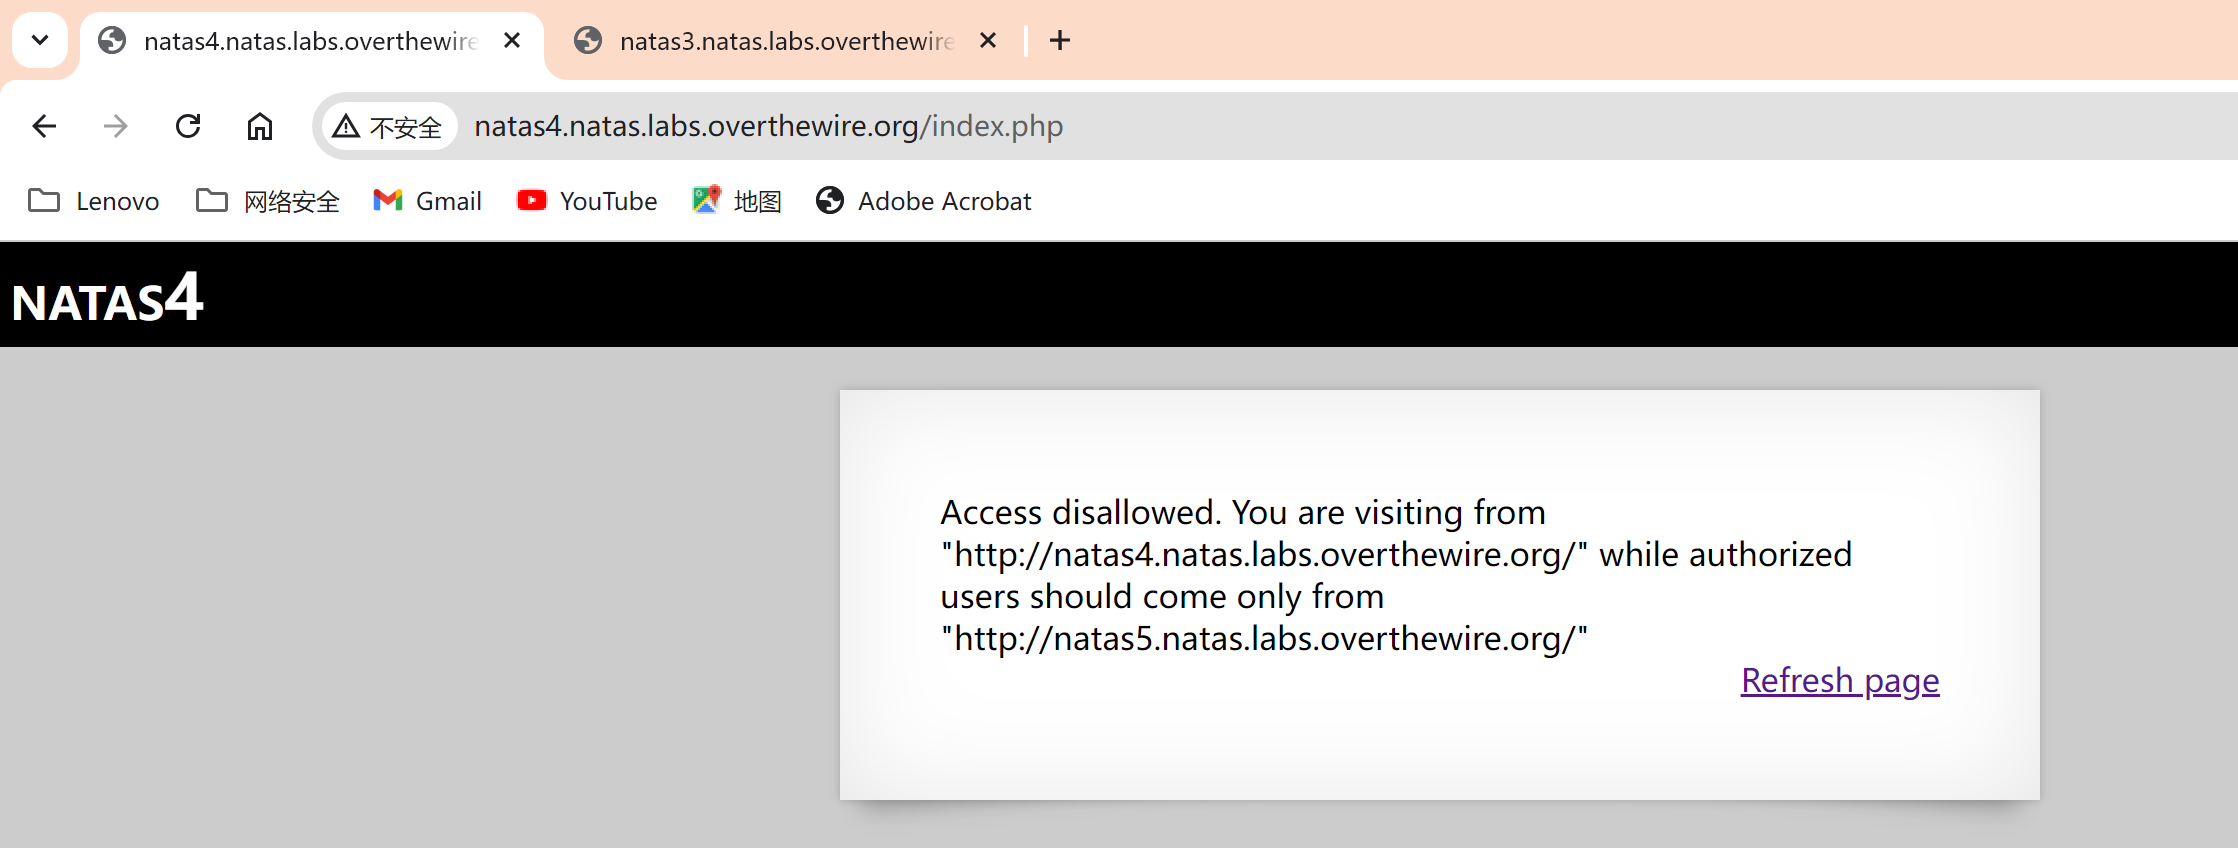 natas4.natas.labs.overthewire
natas3.natas.labs.overthewire
不安全 natas4.natas.labs.overthewire.org/index.php
Lenovo 网络安全 Gmail YouTube 地图 Adobe Acrobat
NATAS4
Access disallowed. You are visiting from
"http://natas4.natas.labs.overthewire.org/" while authorized
users should come only from
"http://natas5.natas.labs.overthewire.org/"
Refresh page